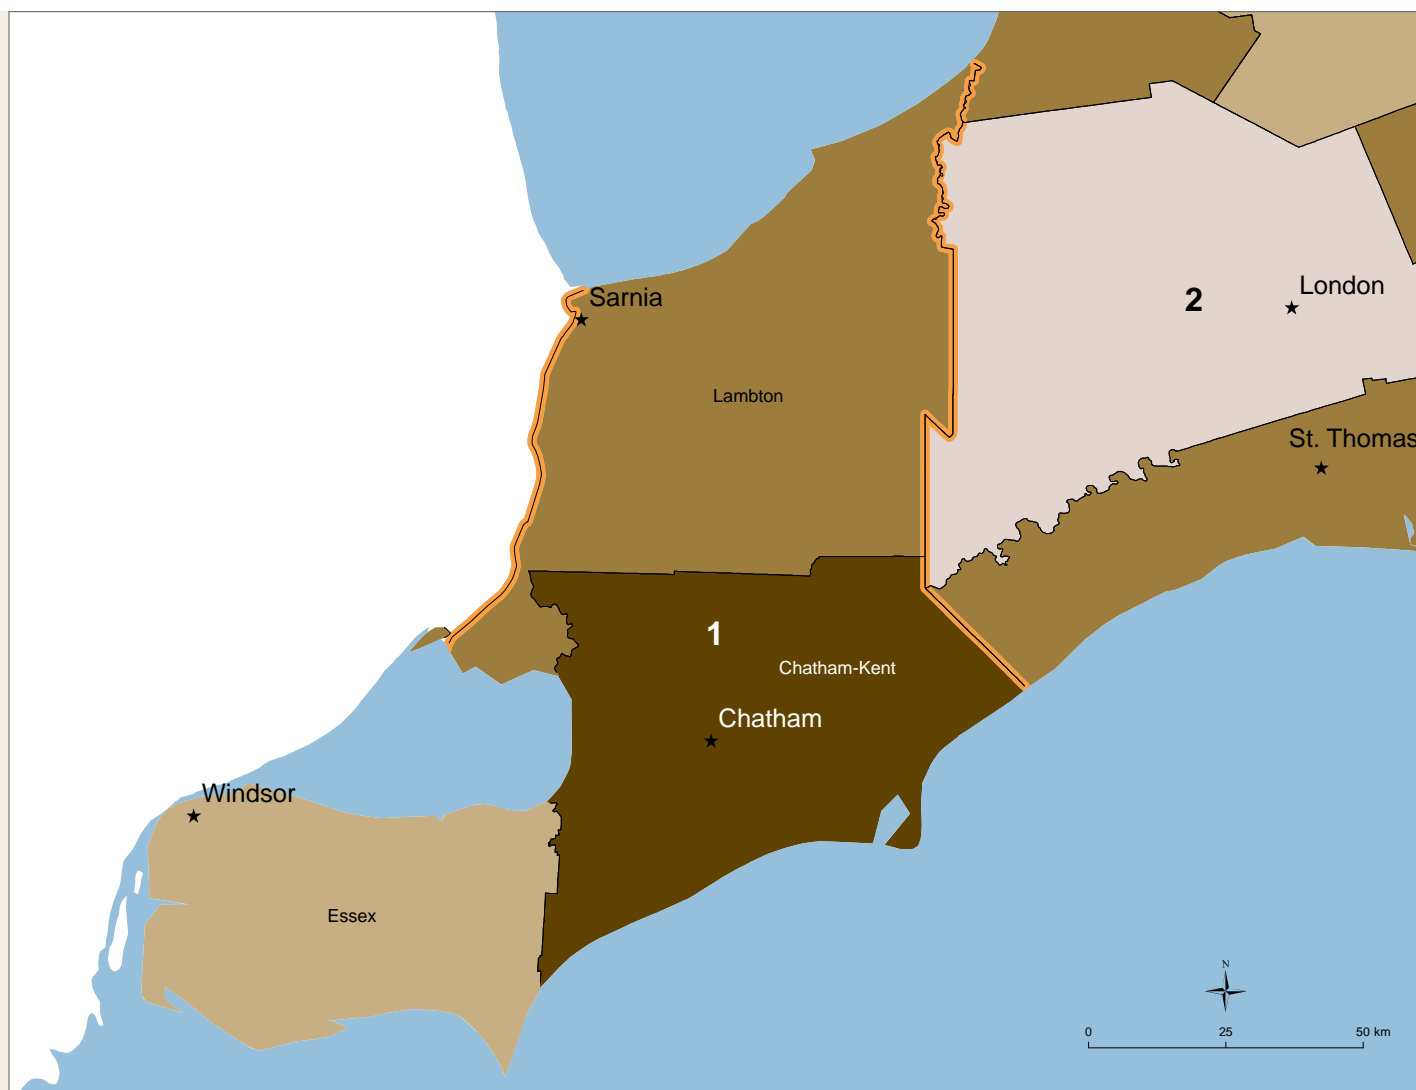 London
Sarnia
2
Lambton
St. Thomas
1
Chatham-Kent
Chatham
Windsor
Essex
N
0 25 50 km